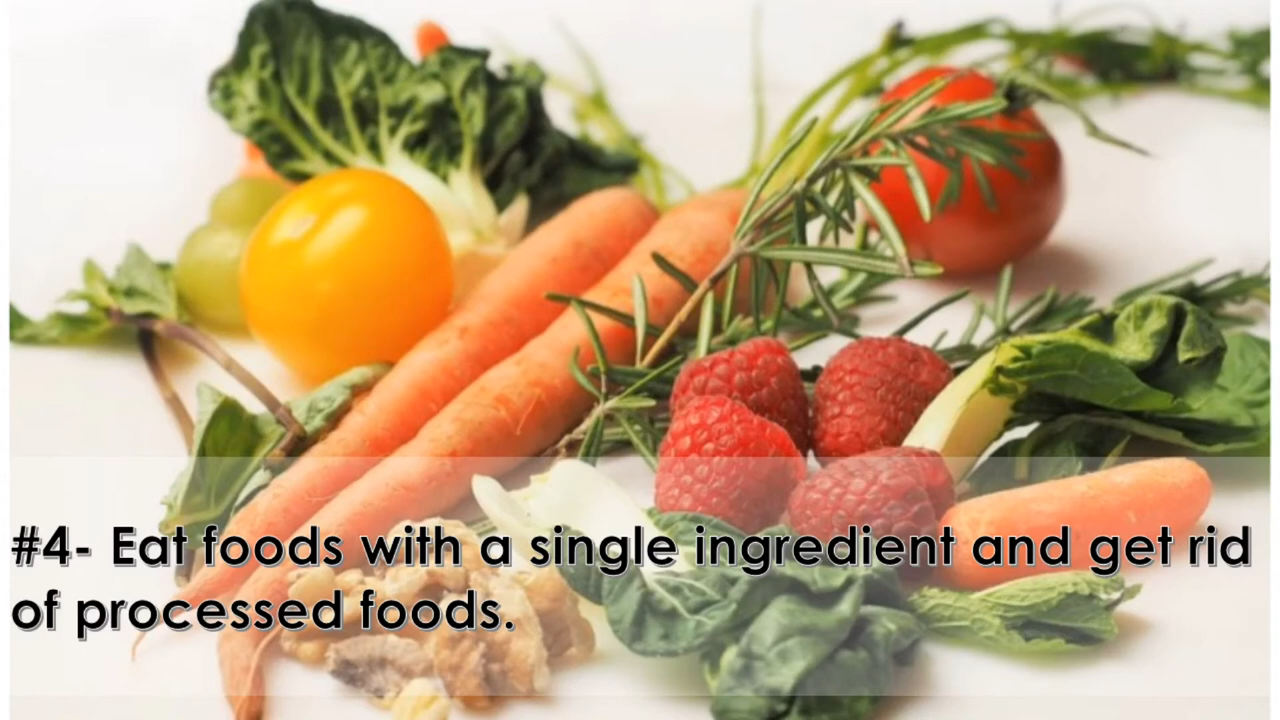 #4- Eat foods with a single ingredient and get rid
of processed foods.